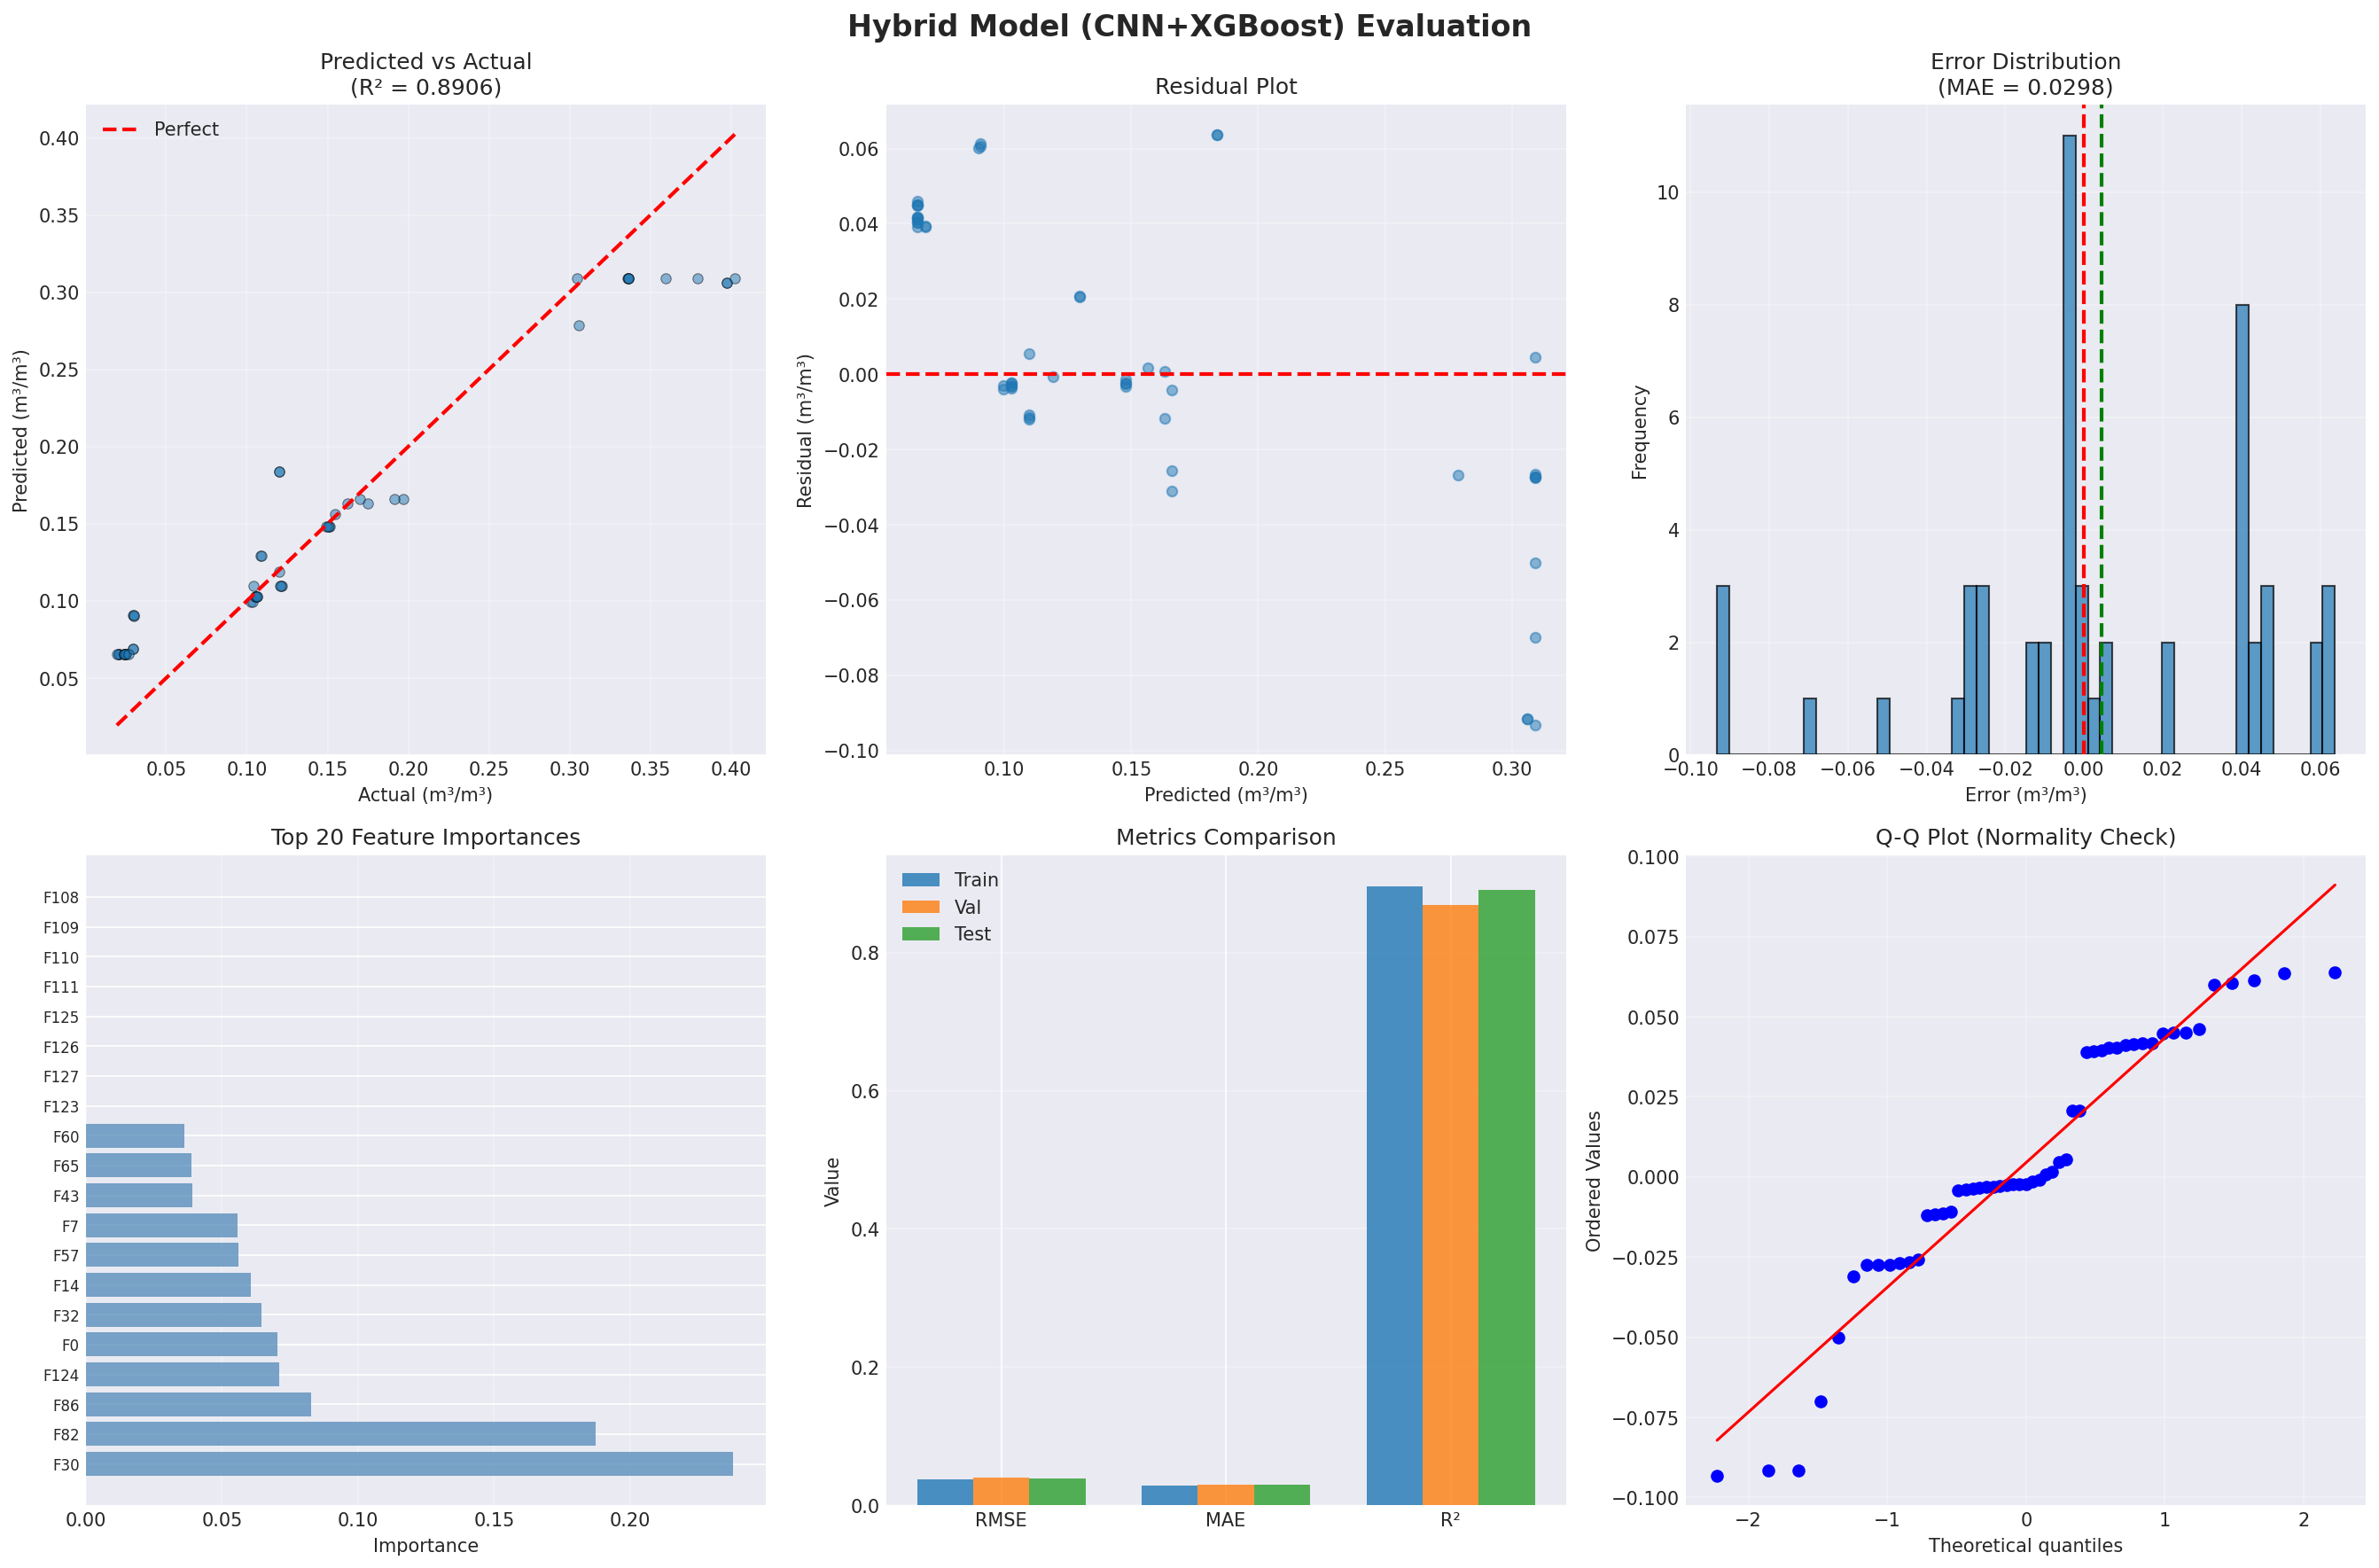 Hybrid Model (CNN+XGBoost) Evaluation
Predicted vs Actual
(R² = 0.8906)
Perfect
0.40
0.35
0.30
0.25
0.20
0.15
0.10
0.05
Predicted (m³/m³)
0.05 0.10 0.15 0.20 0.25 0.30 0.35 0.40
Actual (m³/m³)
Residual Plot
0.06
0.04
0.02
0.00
−0.02
−0.04
−0.06
−0.08
−0.10
Residual (m³/m³)
0.10 0.15 0.20 0.25 0.30
Predicted (m³/m³)
Error Distribution
(MAE = 0.0298)
10
8
6
4
2
0
Frequency
−0.10 −0.08 −0.06 −0.04 −0.02 0.00 0.02 0.04 0.06
Error (m³/m³)
Top 20 Feature Importances
F108
F109
F110
F111
F125
F126
F127
F123
F60
F65
F43
F7
F57
F14
F32
F0
F124
F86
F82
F30
0.00 0.05 0.10 0.15 0.20
Importance
Metrics Comparison
Train
Val
Test
0.8
0.6
0.4
0.2
0.0
Value
RMSE MAE R²
Q-Q Plot (Normality Check)
0.100
0.075
0.050
0.025
0.000
−0.025
−0.050
−0.075
−0.100
Ordered Values
−2 −1 0 1 2
Theoretical quantiles